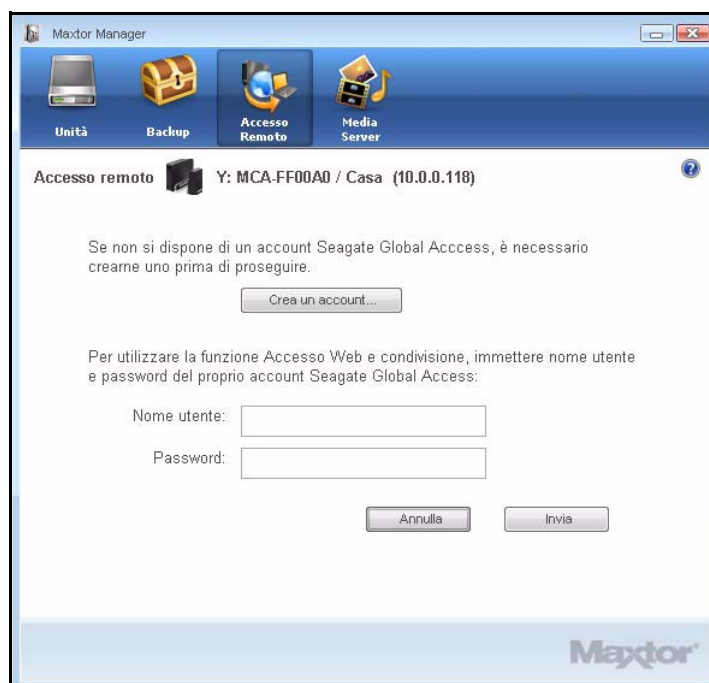 Maxtor Manager
Unità
Backup
Accesso
Remoto
Media
Server
Accesso remoto Y: MCA-FF00A0 / Casa (10.0.0.118)
Se non si dispone di un account Seagate Global Acccess, è necessario
crearne uno prima di proseguire.
Crea un account...
Per utilizzare la funzione Accesso Web e condivisione, immettere nome utente
e password del proprio account Seagate Global Access:
Nome utente:
Password:
Annulla
Invia
Maxtor